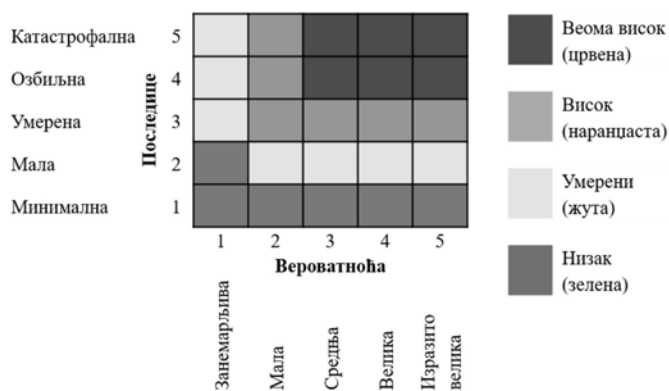 Катастрофална 5
Озбиљна 4
Умерена 3
Мала 2
Минимална 1
Последице
1 2 3 4 5
Вероватноћа
Занемарљива
Мала
Средња
Велика
Изразито
велика
Веома висок
(црвена)
Висок
(наранџаста)
Умерени
(жута)
Низак
(зелена)